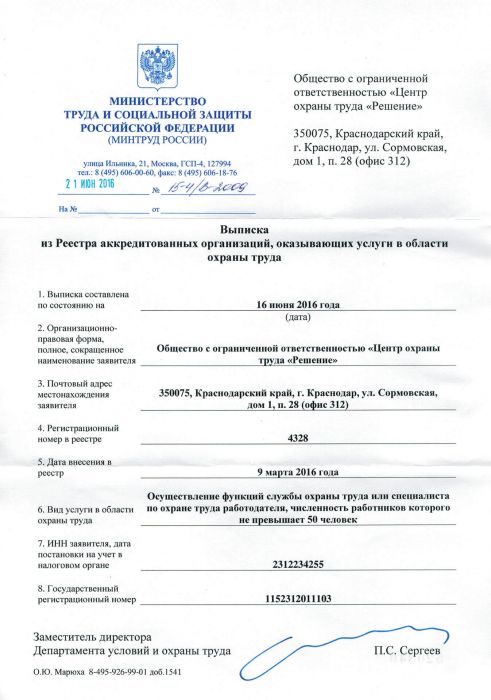 МИНИСТЕРСТВО
ТРУДА И СОЦИАЛЬНОЙ ЗАЩИТЫ
РОССИЙСКОЙ ФЕДЕРАЦИИ
(МИНТРУД РОССИИ)
улица Ильинка, 21, Москва, ГСП-4, 127994
тел.: 8 (495) 606-00-60, факс: 8 (495) 606-18-76
21 ИЮН 2016 № 15-4/В-2009
На № от
Общество с ограниченной
ответственностью «Центр
охраны труда «Решение»
350075, Краснодарский край,
г. Краснодар, ул. Сормовская,
дом 1, п. 28 (офис 312)
Выписка
из Реестра аккредитованных организаций, оказывающих услуги в области
охраны труда
1. Выписка составлена
по состоянию на 16 июня 2016 года
(дата)
2. Организационно-
правовая форма,
полное, сокращенное
наименование заявителя
Общество с ограниченной ответственностью «Центр охраны
труда «Решение»
3. Почтовый адрес
местонахождения
заявителя
350075, Краснодарский край, г. Краснодар, ул. Сормовская,
дом 1, п. 28 (офис 312)
4. Регистрационный
номер в реестре 4328
5. Дата внесения в
реестр 9 марта 2016 года
6. Вид услуги в области
охраны труда
Осуществление функций службы охраны труда или специалиста
по охране труда работодателя, численность работников которого
не превышает 50 человек
7. ИНН заявителя, дата
постановки на учет в
налоговом органе 2312234255
8. Государственный
регистрационный номер 1152312011103
Заместитель директора
Департамента условий и охраны труда П.С. Сергеев
О.Ю. Марюха 8-495-926-99-01 доб.1541